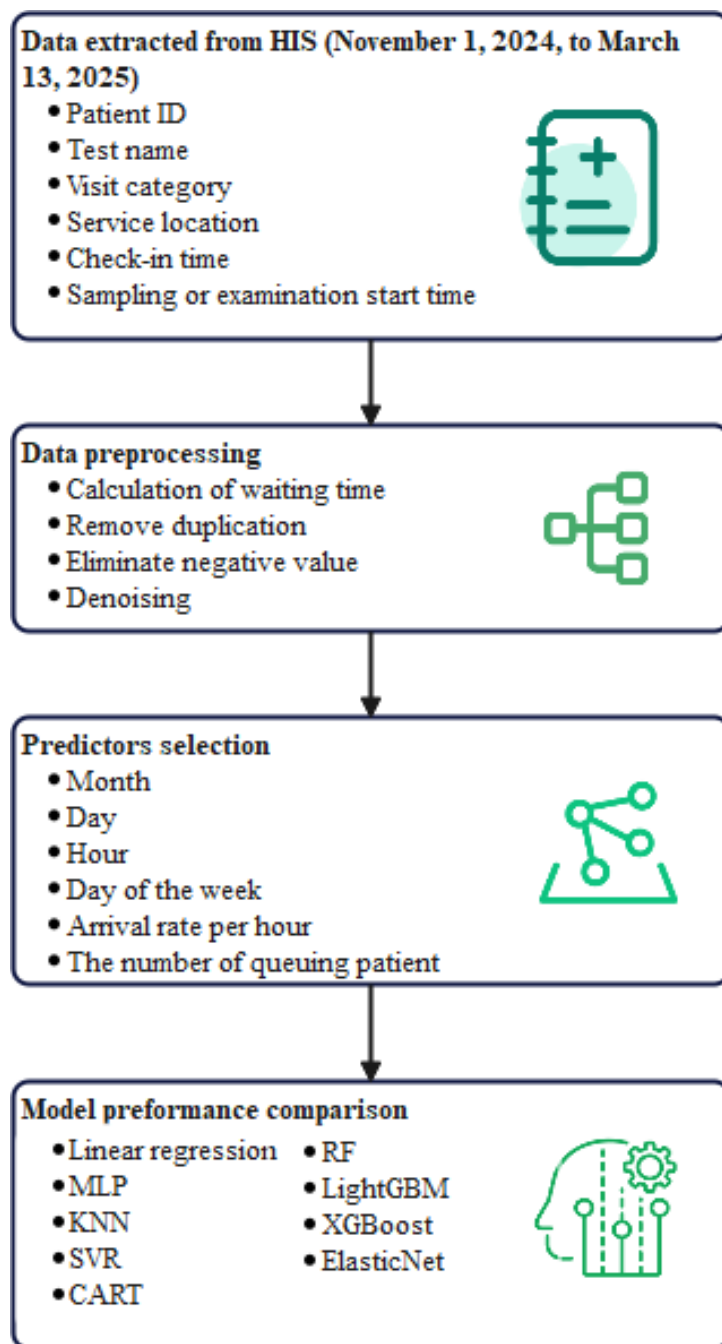 Data extracted from HIS (November 1, 2024, to March
13, 2025)
• Patient ID
• Test name
• Visit category
• Service location
• Check-in time
• Sampling or examination start time
Data preprocessing
• Calculation of waiting time
• Remove duplication
• Eliminate negative value
• Denoising
Predictors selection
• Month
• Day
• Hour
• Day of the week
• Arrival rate per hour
• The number of queuing patient
Model preformance comparison
• Linear regression
• MLP
• KNN
• SVR
• CART
• RF
• LightGBM
• XGBoost
• ElasticNet